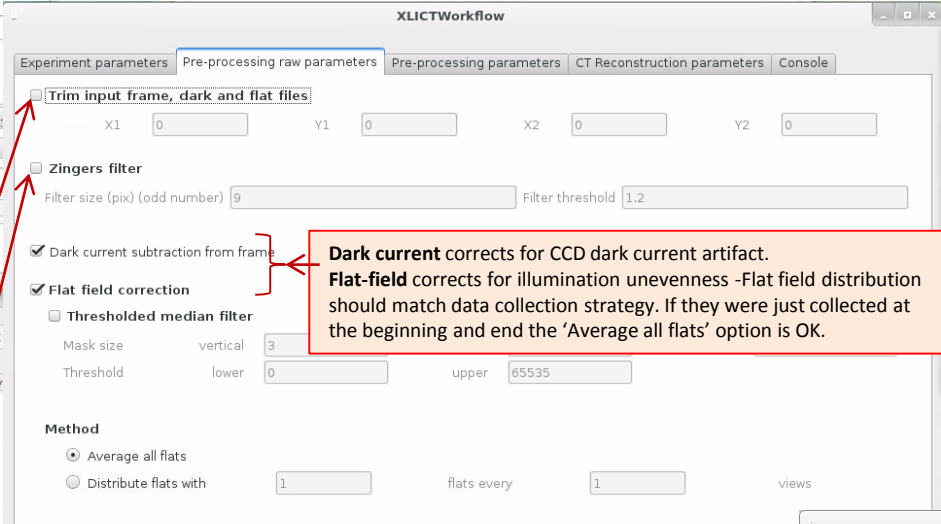 XLICTWorkflow
Experiment parameters Pre-processing raw parameters Pre-processing parameters CT Reconstruction parameters Console
Trim input frame, dark and flat files
X1 0 Y1 0 X2 0 Y2 0
Zingers filter
Filter size (pix) (odd number) 9 Filter threshold 1.2
Dark current subtraction from frame
Dark current corrects for CCD dark current artifact.
Flat-field corrects for illumination unevenness -Flat field distribution
should match data collection strategy. If they were just collected at
the beginning and end the ‘Average all flats’ option is OK.
Flat field correction
Thresholded median filter
Mask size vertical 3
Threshold lower 0 upper 65535
Method
Average all flats
Distribute flats with 1 flats every 1 views